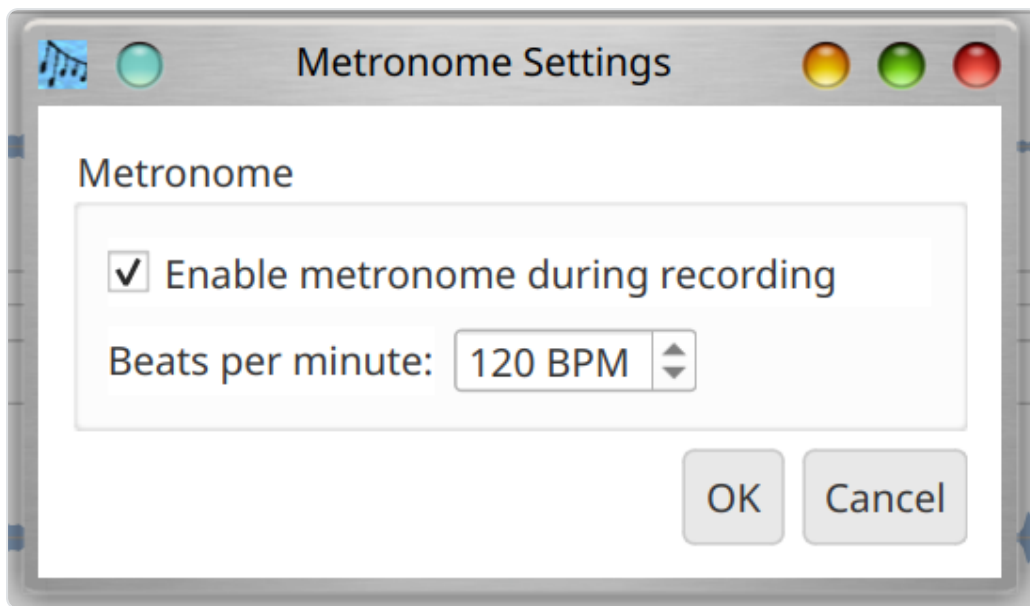 Metronome Settings
Metronome
Enable metronome during recording
Beats per minute: 120 BPM
OK Cancel